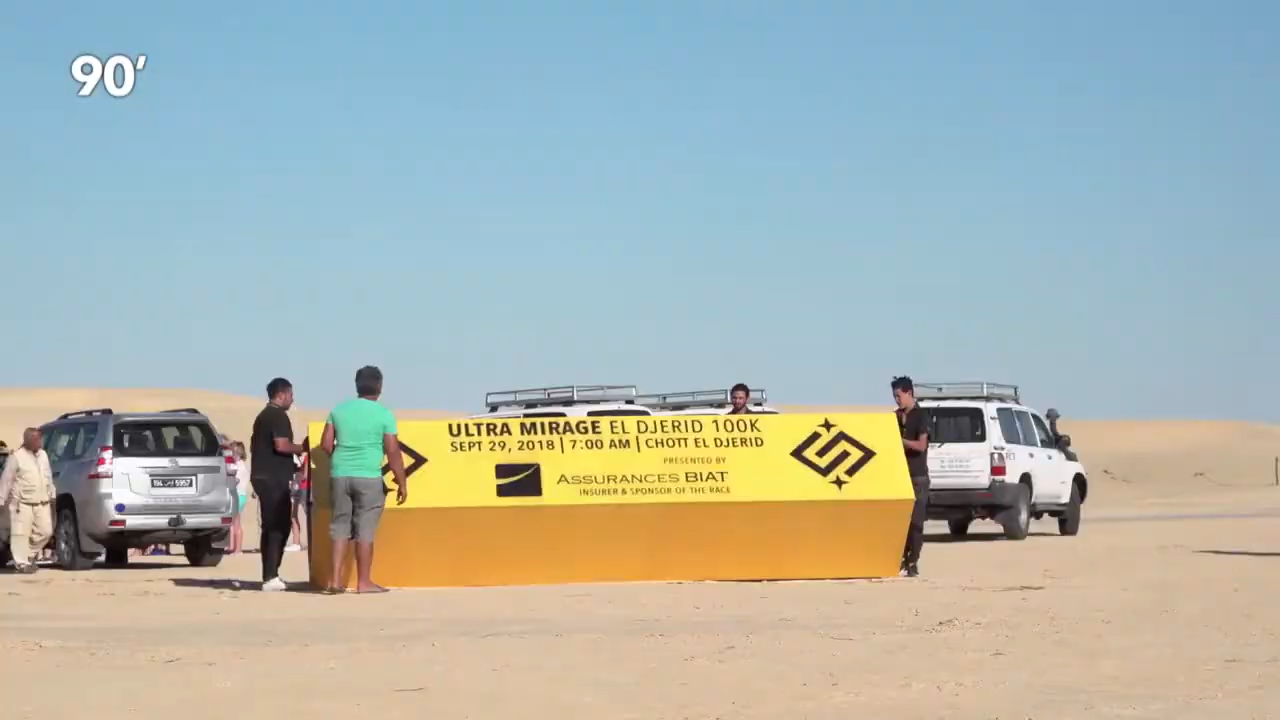 90'
ULTRA MIRAGE EL DJERID 100K
SEPT 29, 2018 | 7:00 AM | CHOTT EL DJERID
PRESENTED BY
ASSURANCES BIAT
INSURER & SPONSOR OF THE RACE